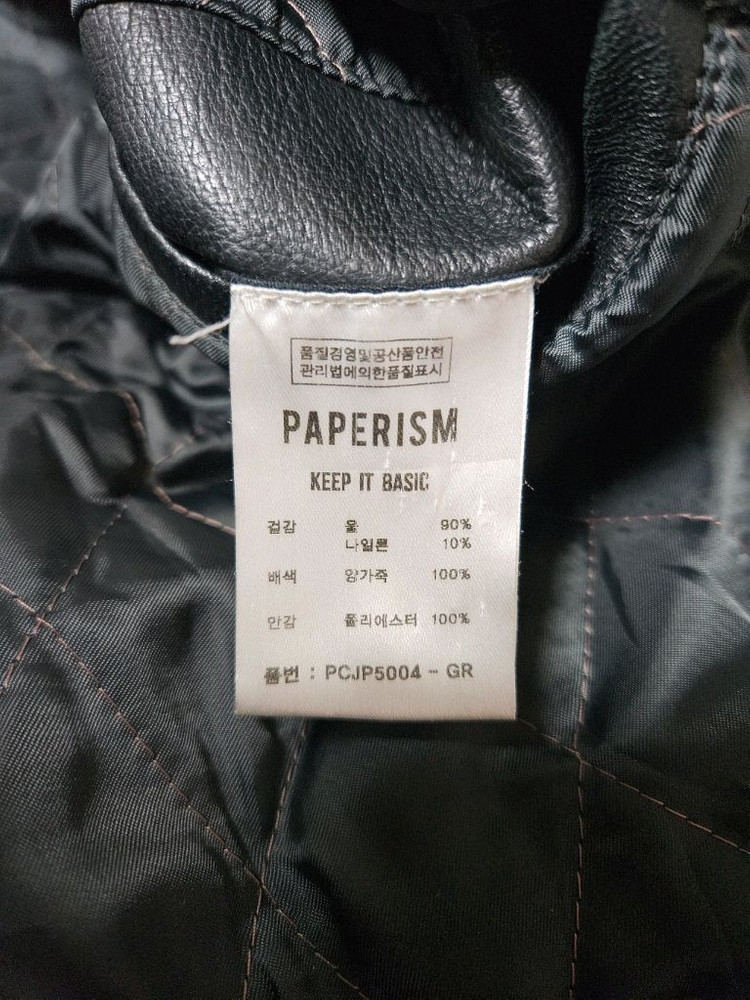 품질경영및공산품안전
관리법에의한품질표시
PAPERISM
KEEP IT BASIC
겉감 울 90%
나일론 10%
배색 양가죽 100%
안감 폴리에스터 100%
품번 : PCJP5004 - GR